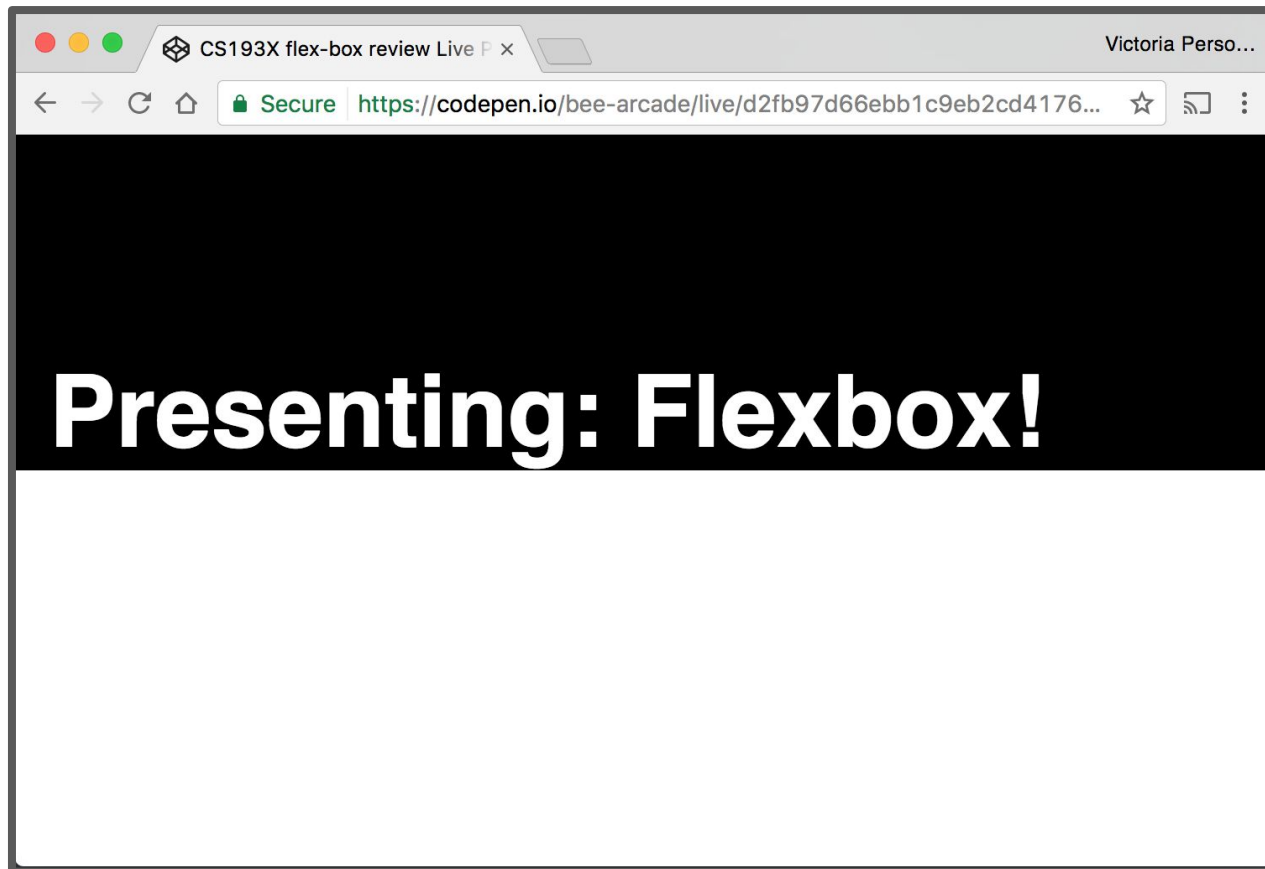 CS193X flex-box review Live P
Victoria Perso...
Secure https://codepen.io/bee-arcade/live/d2fb97d66ebb1c9eb2cd4176...
Presenting: Flexbox!